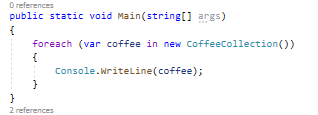 0 references
public static void Main(string[] args)
{
    foreach (var coffee in new CoffeeCollection())
    {
        Console.WriteLine(coffee);
    }
}
2 references